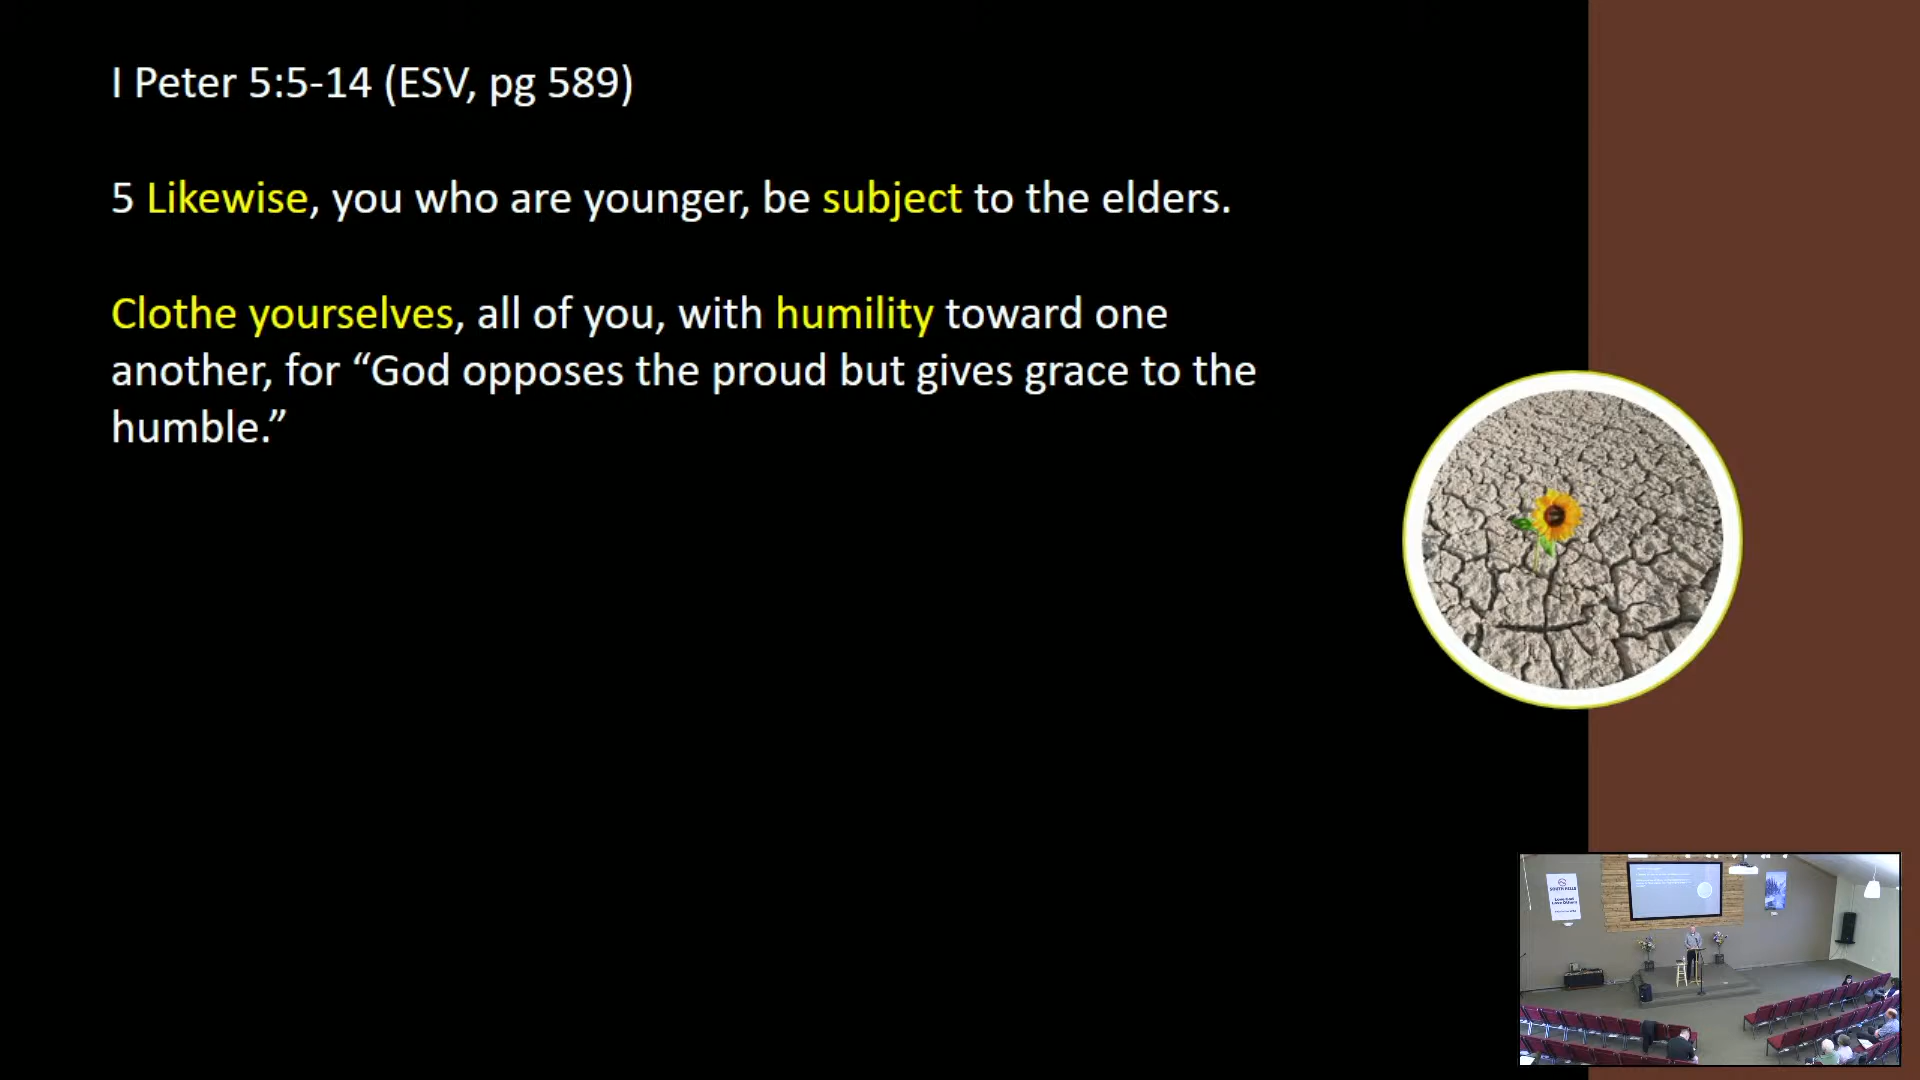 I Peter 5:5-14 (ESV, pg 589)
5 Likewise, you who are younger, be subject to the elders.
Clothe yourselves, all of you, with humility toward one
another, for “God opposes the proud but gives grace to the
humble.”
SOUTH HILLS